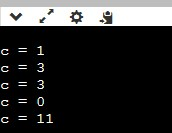 c = 1
c = 3
c = 3
c = 0
c = 11